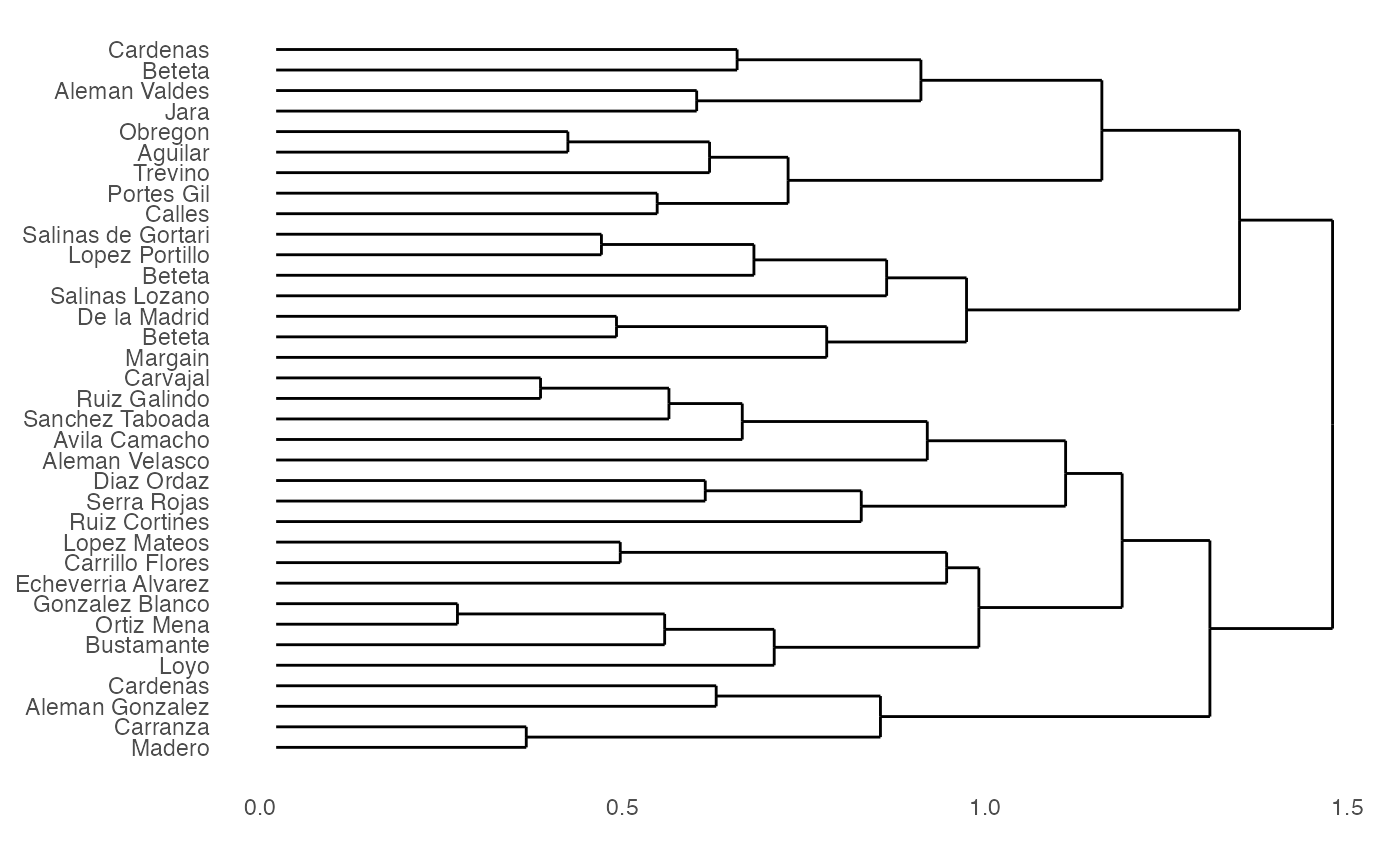 Cardenas
Beteta
Aleman Valdes
Jara
Obregon
Aguilar
Trevino
Portes Gil
Calles
Salinas de Gortari
Lopez Portillo
Beteta
Salinas Lozano
De la Madrid
Beteta
Margain
Carvajal
Ruiz Galindo
Sanchez Taboada
Avila Camacho
Aleman Velasco
Diaz Ordaz
Serra Rojas
Ruiz Cortines
Lopez Mateos
Carrillo Flores
Echeverria Alvarez
Gonzalez Blanco
Ortiz Mena
Bustamante
Loyo
Cardenas
Aleman Gonzalez
Carranza
Madero
0.0 0.5 1.0 1.5